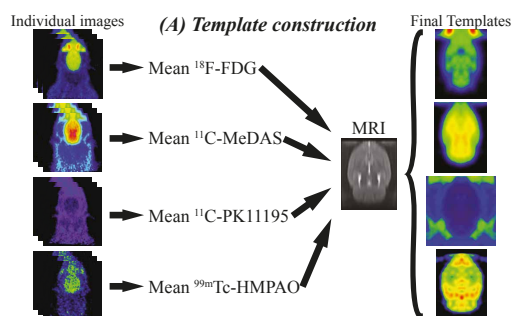 Individual images
(A) Template construction
Final Templates
Mean ¹⁸F-FDG
MRI
Mean ¹¹C-MeDAS
Mean ¹¹C-PK11195
Mean ⁹⁹ᵐTc-HMPAO